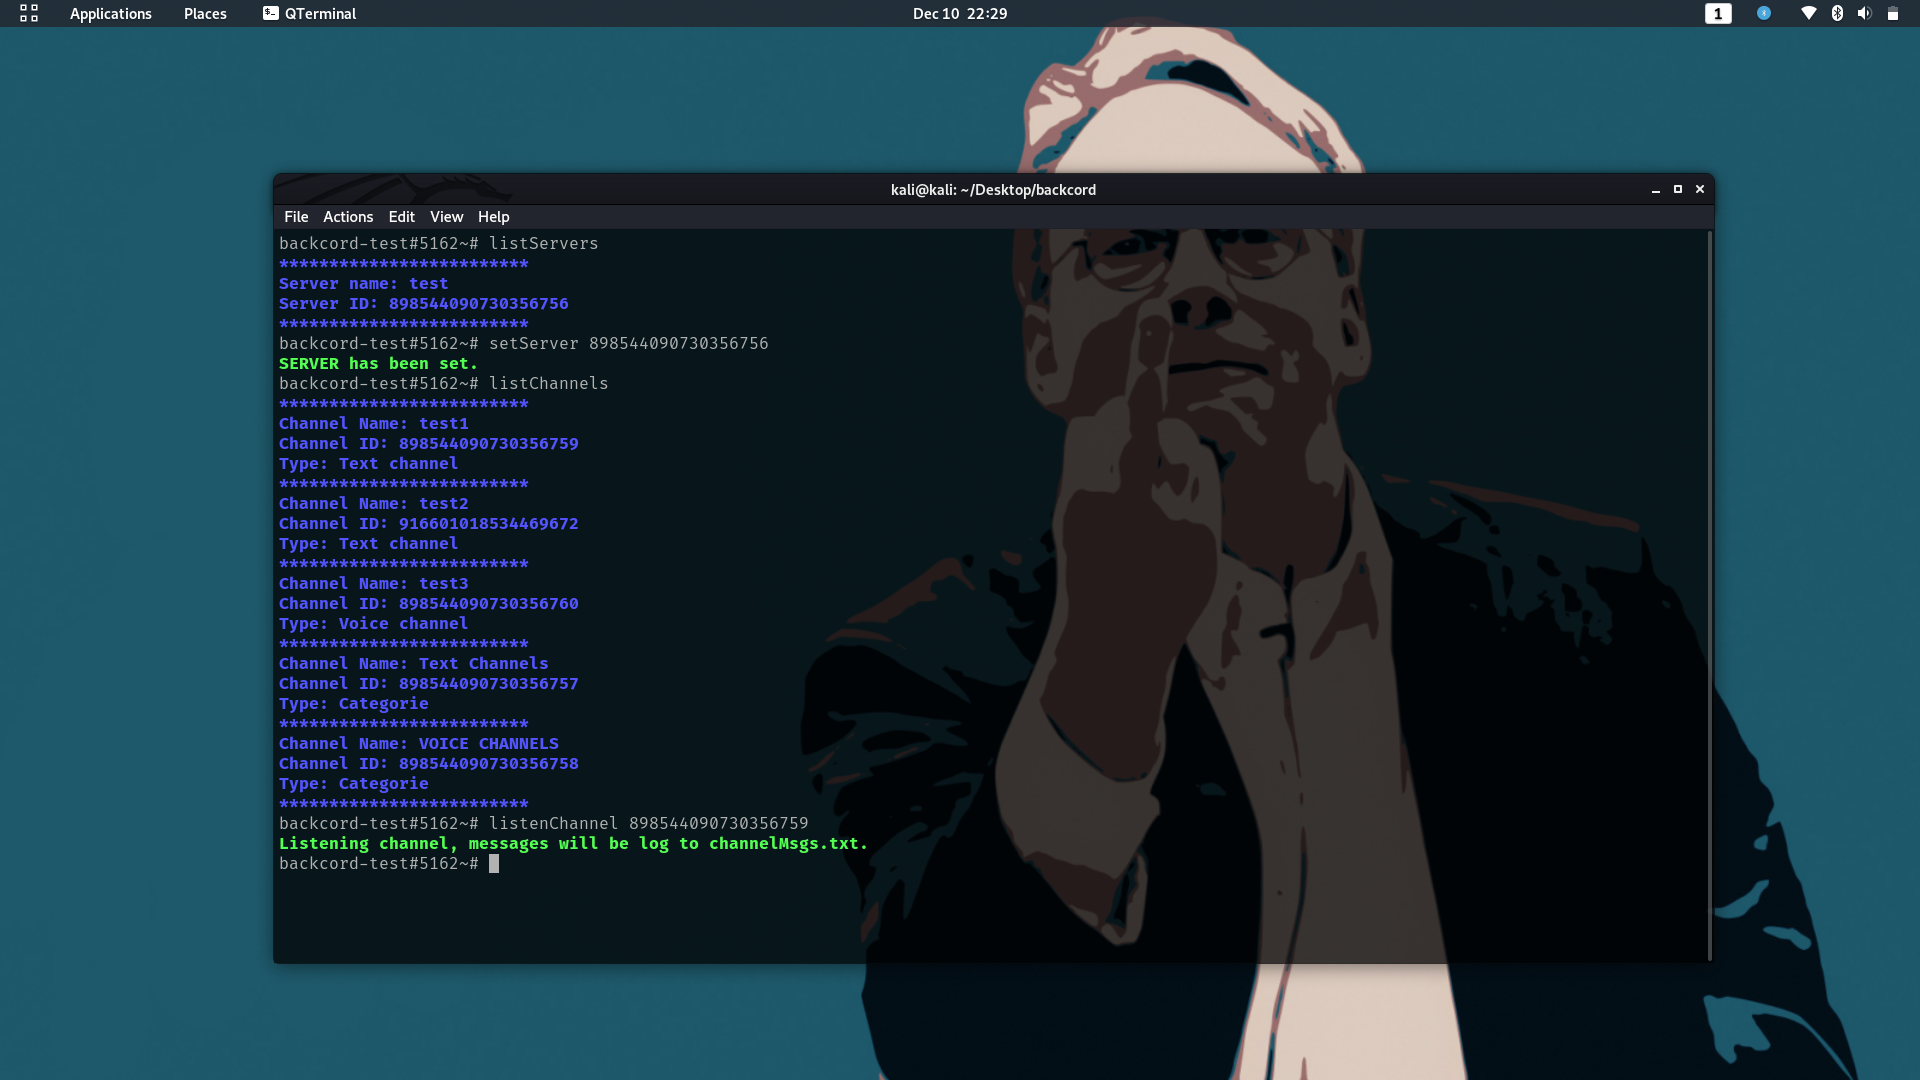 Applications Places QTerminal Dec 10 22:29 1
kali@kali: ~/Desktop/backcord
File Actions Edit View Help
backcord-test#5162~# listServers
*************************
Server name: test
Server ID: 898544090730356756
*************************
backcord-test#5162~# setServer 898544090730356756
SERVER has been set.
backcord-test#5162~# listChannels
*************************
Channel Name: test1
Channel ID: 898544090730356759
Type: Text channel
*************************
Channel Name: test2
Channel ID: 916601018534469672
Type: Text channel
*************************
Channel Name: test3
Channel ID: 898544090730356760
Type: Voice channel
*************************
Channel Name: Text Channels
Channel ID: 898544090730356757
Type: Categorie
*************************
Channel Name: VOICE CHANNELS
Channel ID: 898544090730356758
Type: Categorie
*************************
backcord-test#5162~# listenChannel 898544090730356759
Listening channel, messages will be log to channelMsgs.txt.
backcord-test#5162~#